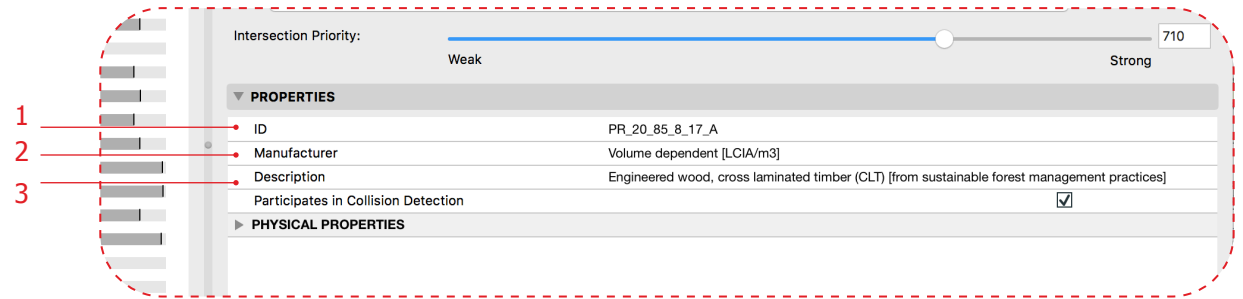 Intersection Priority:
710
Weak
Strong
PROPERTIES
1
ID
PR_20_85_8_17_A
2
Manufacturer
Volume dependent [LCIA/m3]
3
Description
Engineered wood, cross laminated timber (CLT) [from sustainable forest management practices]
Participates in Collision Detection
PHYSICAL PROPERTIES